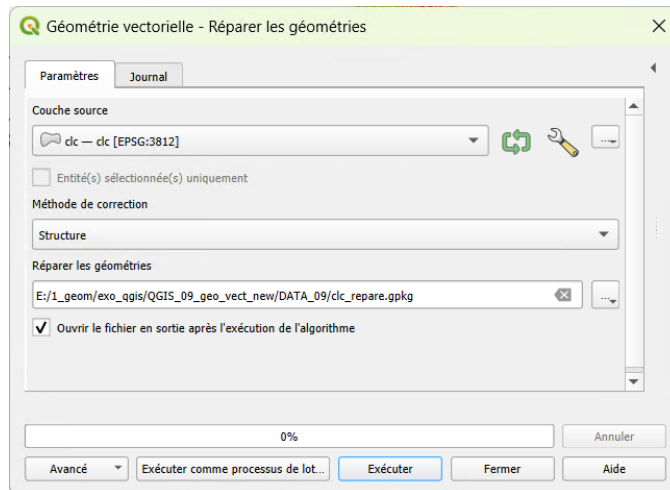 Géométrie vectorielle - Réparer les géométries
Paramètres
Journal
Couche source
clc — clc [EPSG:3812]
...
Entité(s) sélectionnée(s) uniquement
Méthode de correction
Structure
Réparer les géométries
E:/1_geom/exo_qgis/QGIS_09_geo_vect_new/DATA_09/clc_repare.gpkg
...
Ouvrir le fichier en sortie après l'exécution de l'algorithme
0%
Annuler
Avancé
Exécuter comme processus de lot...
Exécuter
Fermer
Aide